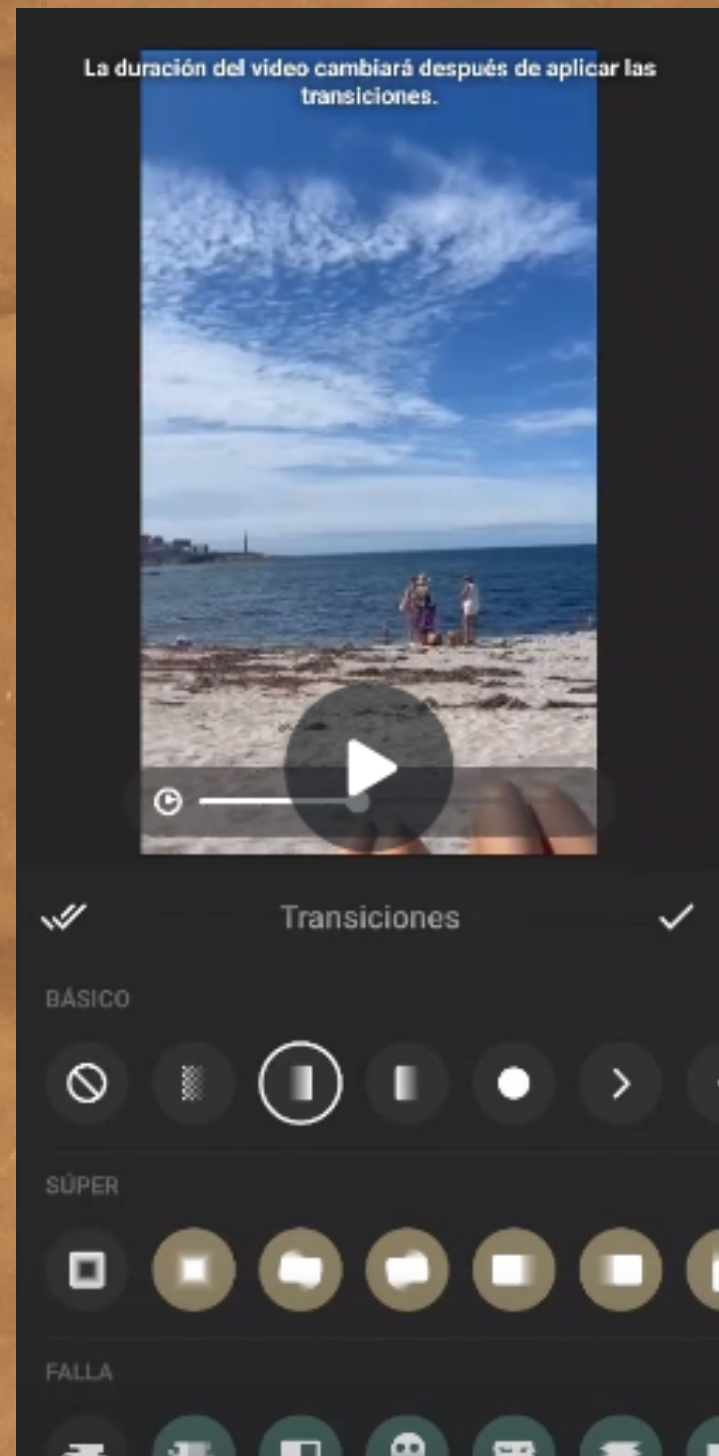 La duración del video cambiará después de aplicar las
transiciones.
Transiciones
BÁSICO
SÚPER
FALLA